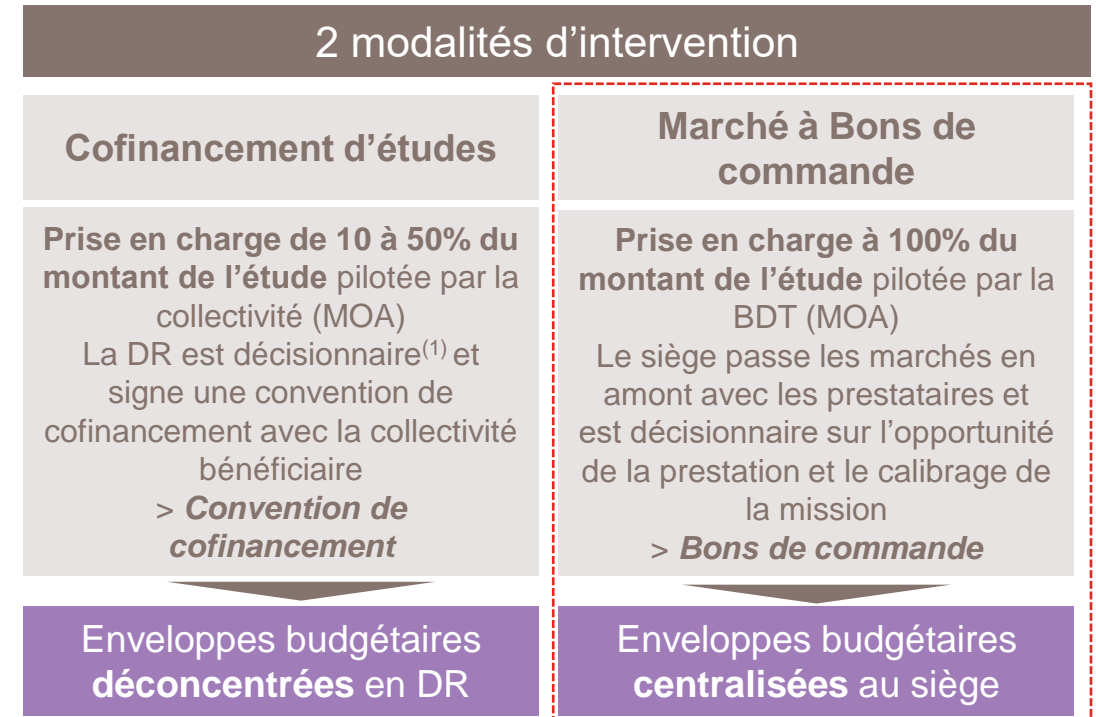 2 modalités d’intervention
Cofinancement d’études
Prise en charge de 10 à 50% du
montant de l’étude pilotée par la
collectivité (MOA)
La DR est décisionnaire(1) et
signe une convention de
cofinancement avec la collectivité
bénéficiaire
> Convention de
cofinancement
Enveloppes budgétaires
déconcentrées en DR
Marché à Bons de
commande
Prise en charge à 100% du
montant de l’étude pilotée par la
BDT (MOA)
Le siège passe les marchés en
amont avec les prestataires et
est décisionnaire sur l’opportunité
de la prestation et le calibrage de
la mission
> Bons de commande
Enveloppes budgétaires
centralisées au siège